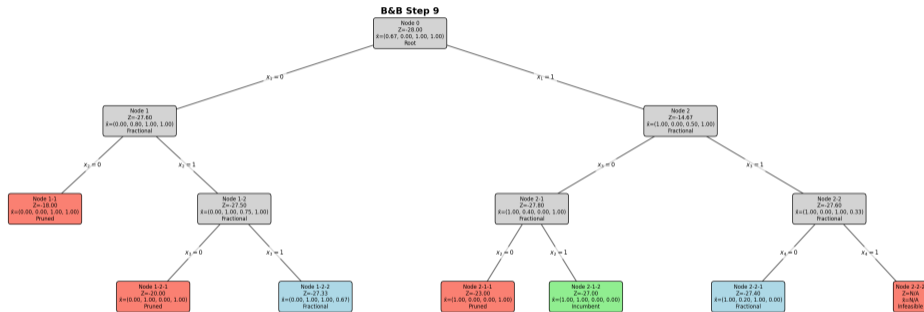 B&B Step 9
Node 0
Z=-28.00
x̄=(0.67, 0.00, 1.00, 1.00)
Root
x₁ = 0
x₁ = 1
Node 1
Z=-27.60
x̄=(0.00, 0.80, 1.00, 1.00)
Fractional
Node 2
Z=-14.67
x̄=(1.00, 0.00, 0.50, 1.00)
Fractional
x₂ = 0
x₂ = 1
x₃ = 0
x₃ = 1
Node 1-1
Z=-18.00
x̄=(0.00, 0.00, 1.00, 1.00)
Pruned
Node 1-2
Z=-27.50
x̄=(0.00, 1.00, 0.75, 1.00)
Fractional
Node 2-1
Z=-27.80
x̄=(1.00, 0.40, 0.00, 1.00)
Fractional
Node 2-2
Z=-27.60
x̄=(1.00, 0.00, 1.00, 0.33)
Fractional
x₃ = 0
x₃ = 1
x₂ = 0
x₂ = 1
x₄ = 0
x₄ = 1
Node 1-2-1
Z=-20.00
x̄=(0.00, 1.00, 0.00, 1.00)
Pruned
Node 1-2-2
Z=-27.33
x̄=(0.00, 1.00, 1.00, 0.67)
Fractional
Node 2-1-1
Z=-23.00
x̄=(1.00, 0.00, 0.00, 1.00)
Pruned
Node 2-1-2
Z=-27.00
x̄=(1.00, 1.00, 0.00, 0.00)
Incumbent
Node 2-2-1
Z=-27.40
x̄=(1.00, 0.20, 1.00, 0.00)
Fractional
Node 2-2-2
Z=N/A
x̄=N/A
Infeasible